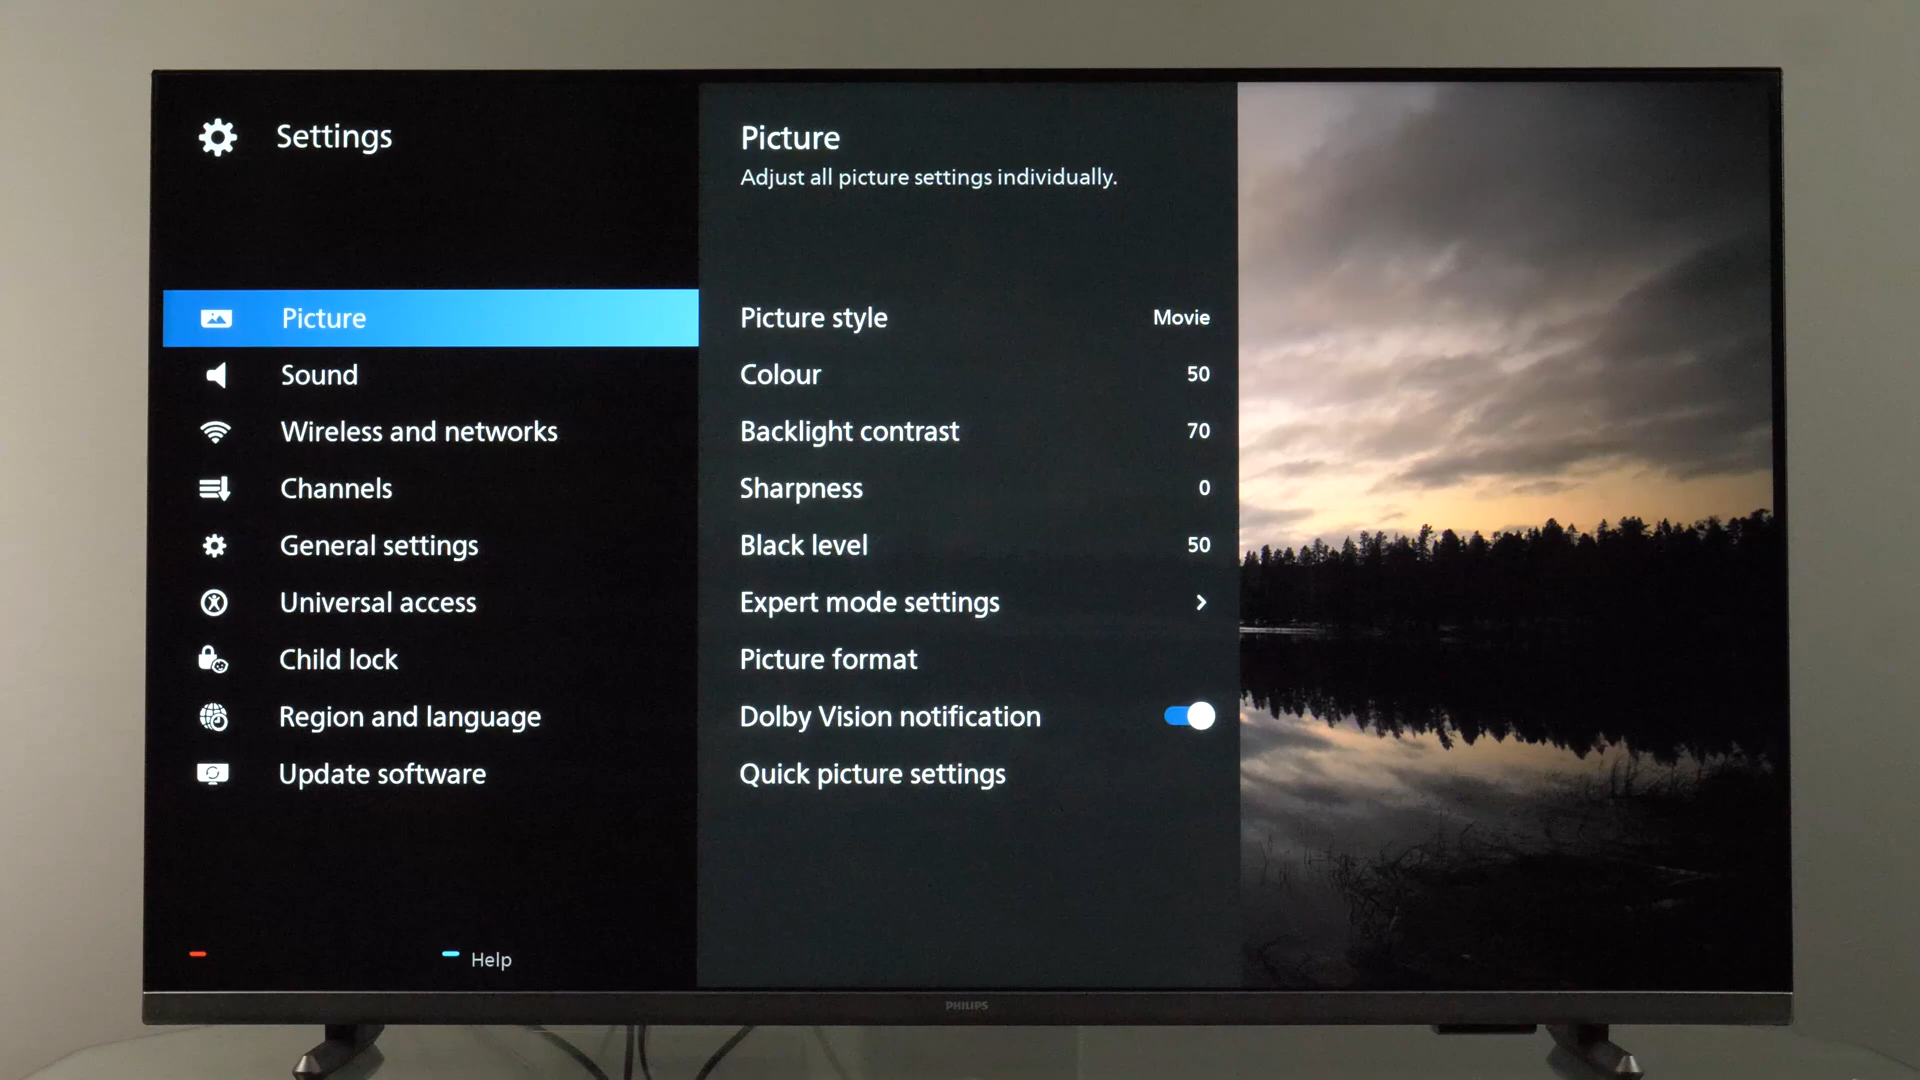 Settings
Picture
Sound
Wireless and networks
Channels
General settings
Universal access
Child lock
Region and language
Update software
Help
Picture
Adjust all picture settings individually.
Picture style Movie
Colour 50
Backlight contrast 70
Sharpness 0
Black level 50
Expert mode settings
Picture format
Dolby Vision notification
Quick picture settings
PHILIPS